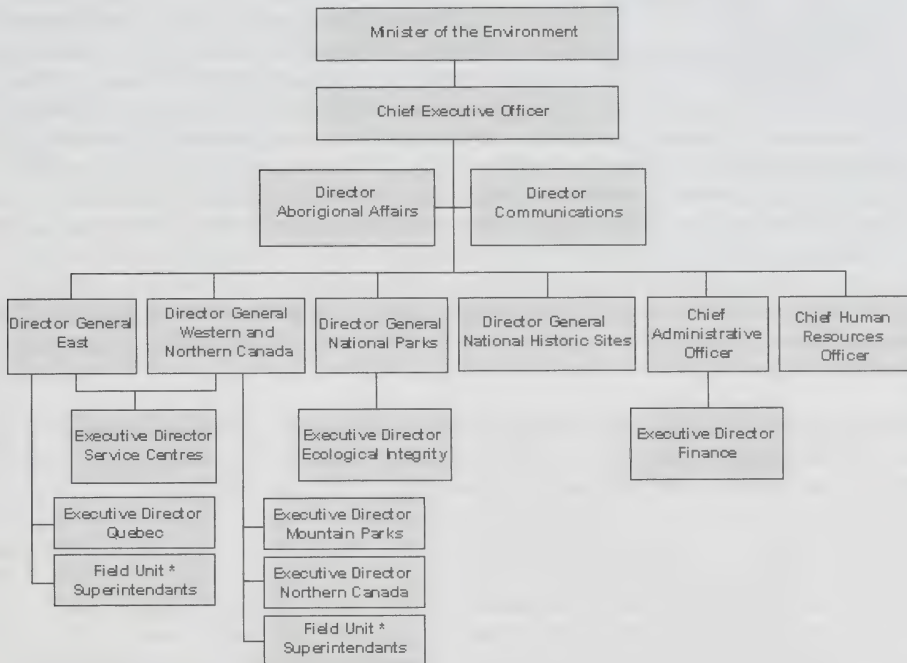 Minister of the Environment
Chief Executive Officer
Director
Aborigional Affairs
Director
Communications
Director General
East
Director General
Western and
Northern Canada
Director General
National Parks
Director General
National Historic Sites
Chief
Administrative
Officer
Chief Human
Resources
Officer
Executive Director
Service Centres
Executive Director
Ecological Integrity
Executive Director
Finance
Executive Director
Quebec
Field Unit *
Superintendants
Executive Director
Mountain Parks
Executive Director
Northern Canada
Field Unit *
Superintendants